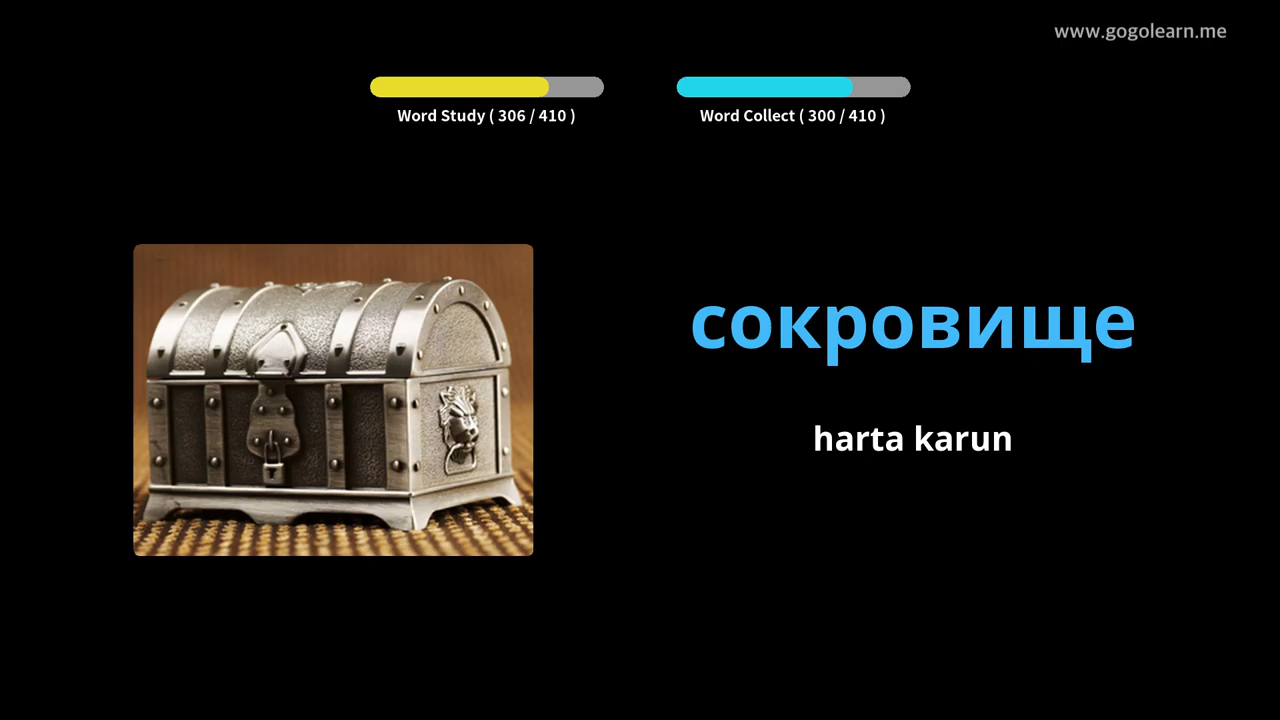 www.gogolearn.me
Word Study ( 306 / 410 )
Word Collect ( 300 / 410 )
сокровище
harta karun